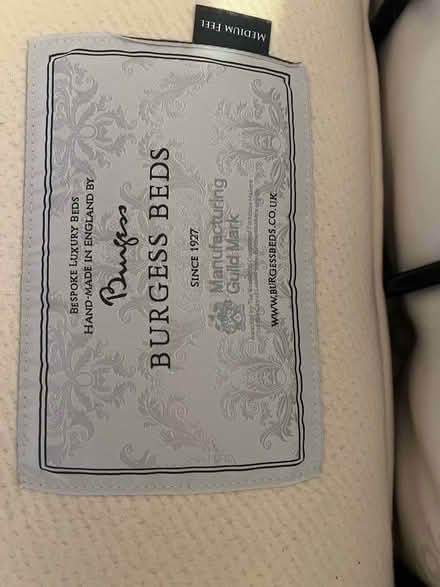 MEDIUM FEEL
BESPOKE LUXURY BEDS
HAND-MADE IN ENGLAND BY
Burgess
BURGESS BEDS
SINCE 1927
Manufacturing
Guild Mark
WWW.BURGESSBEDS.CO.UK